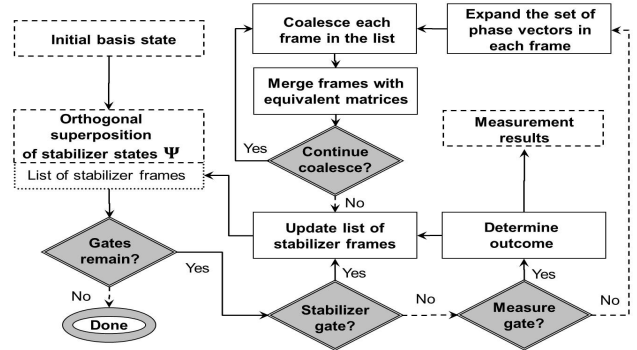 Initial basis state
Orthogonal
superposition
of stabilizer states Ψ
List of stabilizer frames
Gates
remain?
No
Done
Yes
Coalesce each
frame in the list
Merge frames with
equivalent matrices
Yes
Continue
coalesce?
No
Update list of
stabilizer frames
Yes
Stabilizer
gate?
No
Expand the set of
phase vectors in
each frame
Measurement
results
Determine
outcome
Yes
Measure
gate?
No